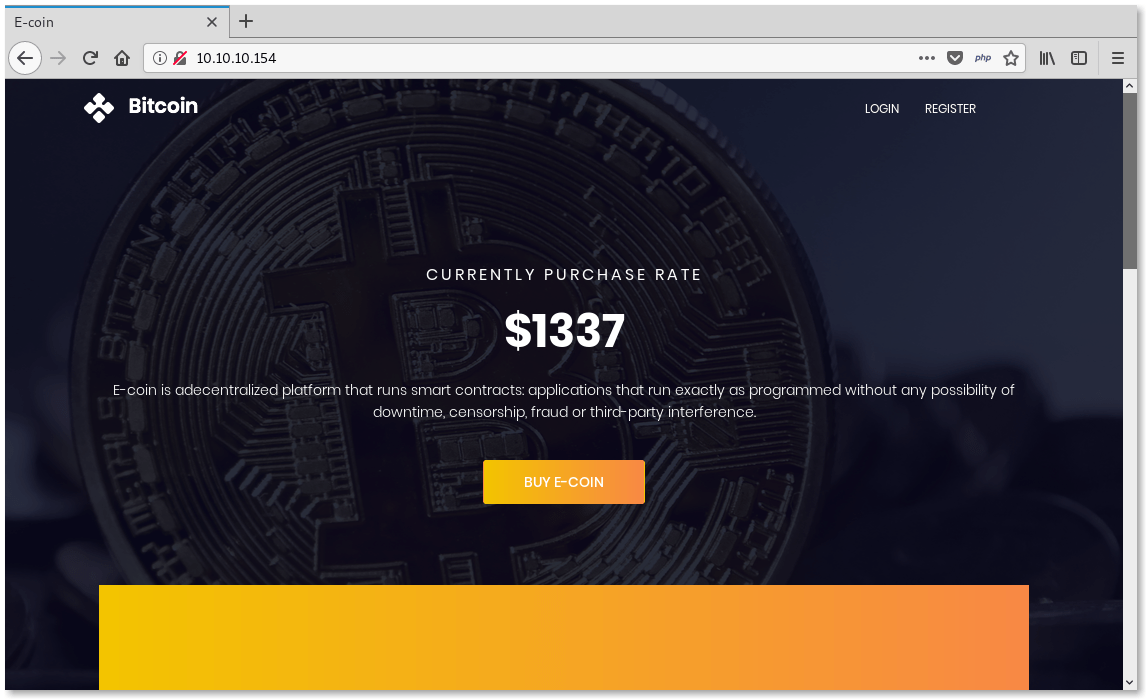 E-coin
10.10.10.154
php
Bitcoin
LOGIN REGISTER
CURRENTLY PURCHASE RATE
$1337
E-coin is adecentralized platform that runs smart contracts: applications that run exactly as programmed without any possibility of
downtime, censorship, fraud or third-party interference.
BUY E-COIN